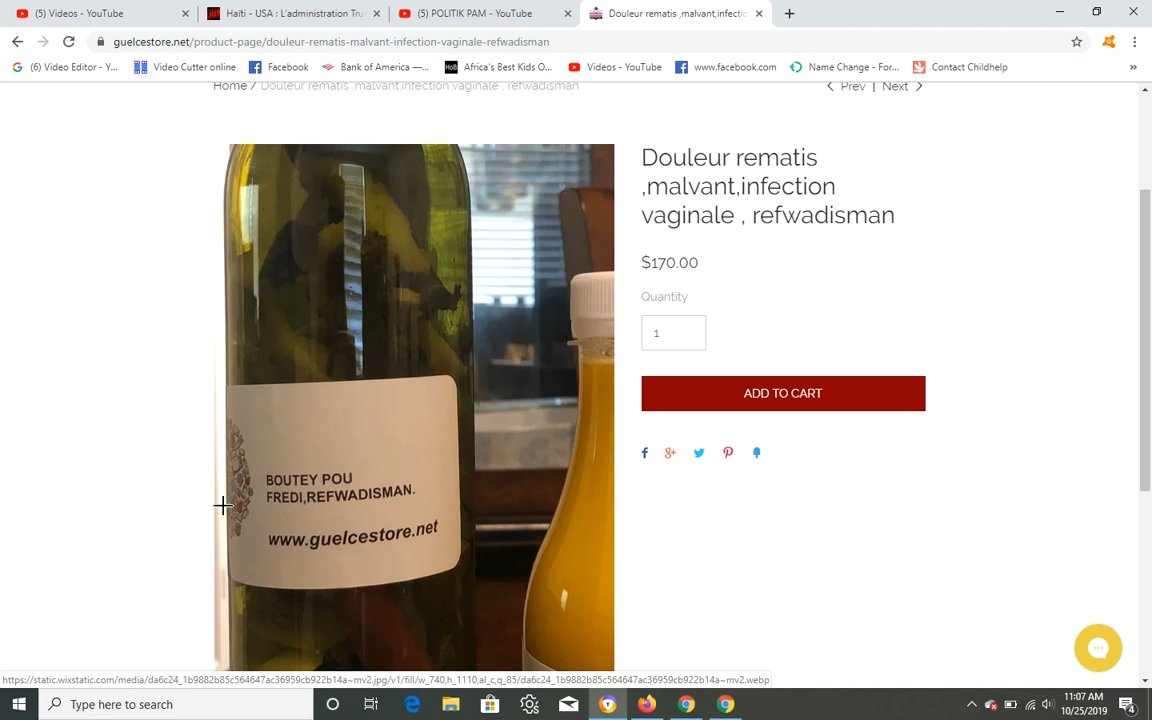 (5) Videos - YouTube
Haïti - USA : L'administration Tru
(5) POLITIK PAM - YouTube
Douleur rematis ,malvant,infectio
guelcestore.net/product-page/douleur-rematis-malvant-infection-vaginale-refwadisman
(6) Video Editor - Y...
Video Cutter online
Facebook
Bank of America —...
HoB
Africa's Best Kids O...
Videos - YouTube
www.facebook.com
Name Change - For...
Contact Childhelp
»
Home / Douleur rematis ,malvant,infection vaginale , refwadisman
Prev | Next
Douleur rematis
,malvant,infection
vaginale , refwadisman
$170.00
Quantity
1
ADD TO CART
BOUTEY POU
FREDI,REFWADISMAN.
www.guelcestore.net
https://static.wixstatic.com/media/da6c24_1b9882b85c564647ac36959cb922b14a~mv2.jpg/v1/fill/w_740,h_1110,al_c,q_85/da6c24_1b9882b85c564647ac36959cb922b14a~mv2.webp
Type here to search
11:07 AM
10/25/2019
4